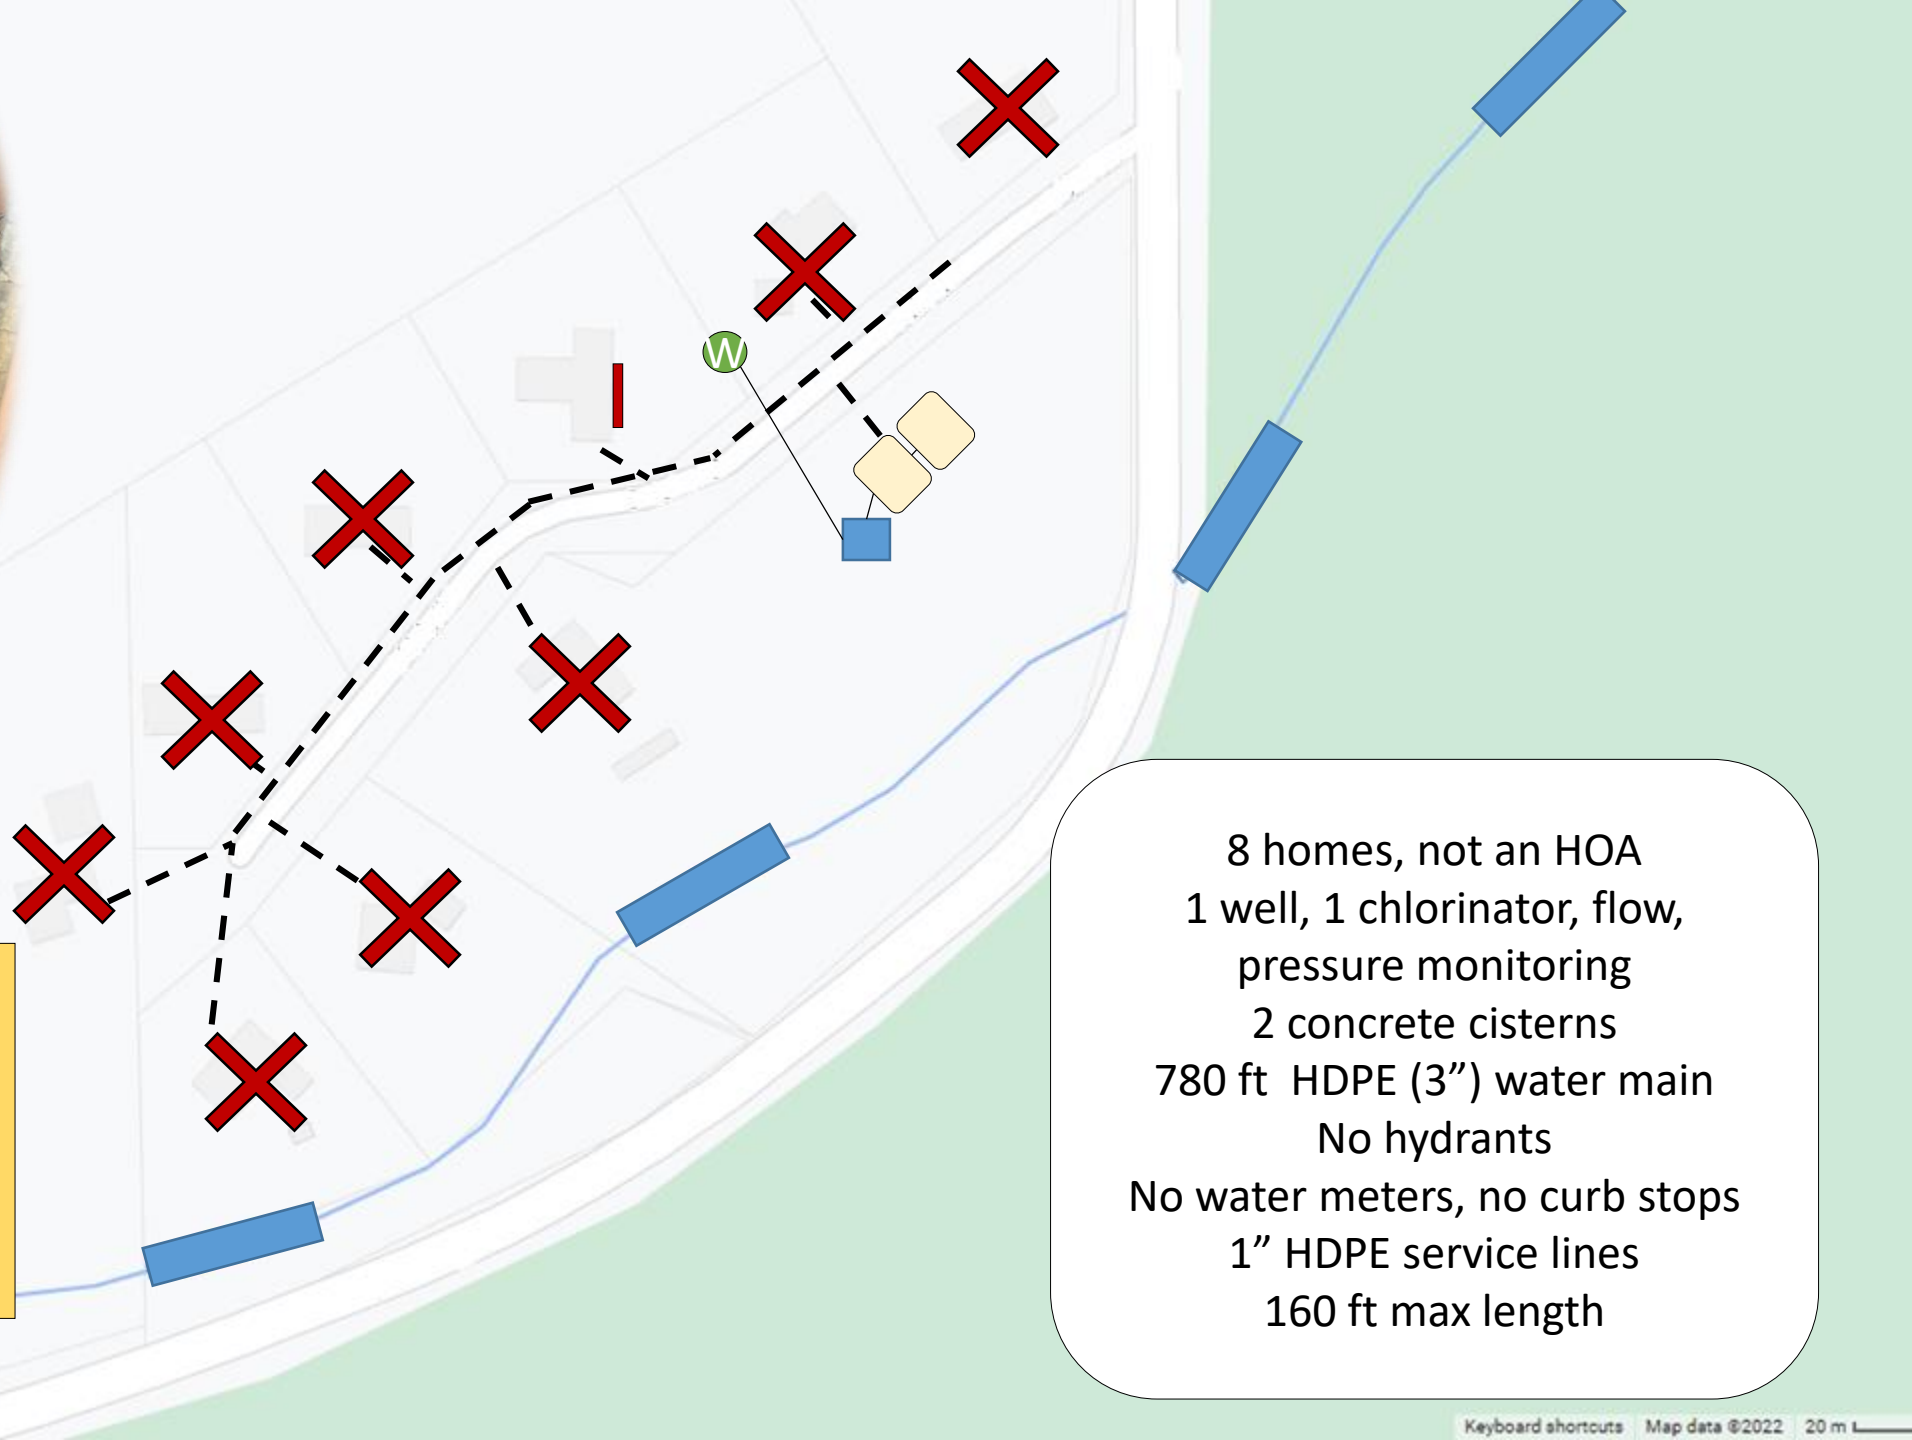 W
8 homes, not an HOA
1 well, 1 chlorinator, flow,
pressure monitoring
2 concrete cisterns
780 ft  HDPE (3”) water main
No hydrants
No water meters, no curb stops
1” HDPE service lines
160 ft max length
Keyboard shortcuts Map data ©2022 20 m